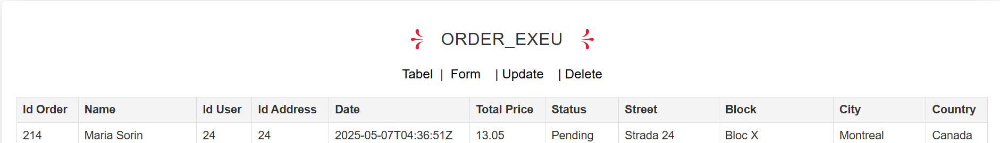 ORDER_EXEU
Tabel | Form | Update | Delete
Id Order Name Id User Id Address Date Total Price Status Street Block City Country
214 Maria Sorin 24 24 2025-05-07T04:36:51Z 13.05 Pending Strada 24 Bloc X Montreal Canada